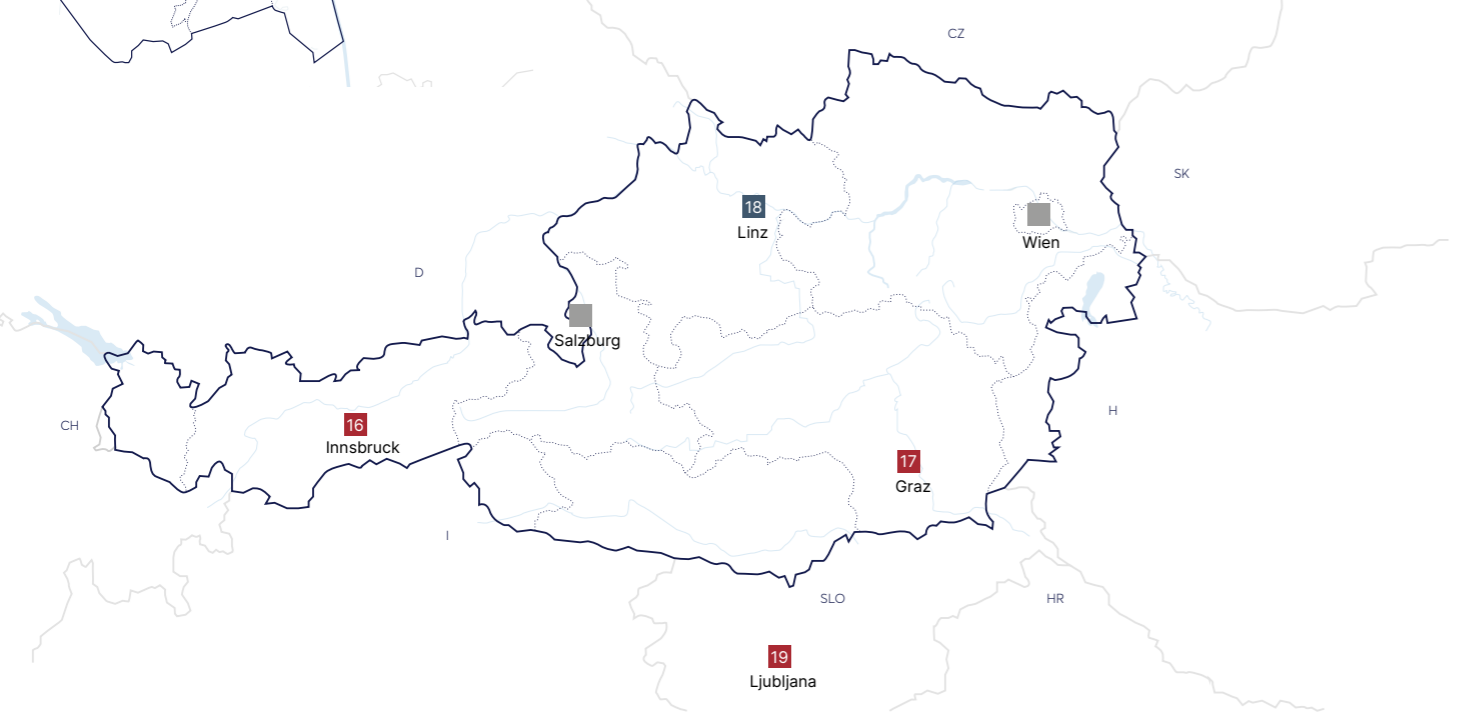 CZ
SK
18
Linz
Wien
D
Salzburg
CH
16
Innsbruck
H
17
Graz
I
SLO
HR
19
Ljubljana